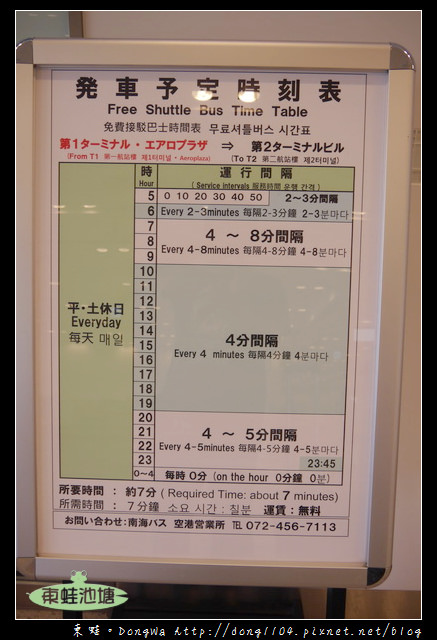 発車予定時刻表
Free Shuttle Bus Time Table
免費接駁巴士時間表 무료셔틀버스 시간표
第1ターミナル・エアロプラザ ⇒ 第2ターミナルビル
(From T1 第一航站樓 제1터미널・Aeroplaza) (To T2 第二航站樓 제2터미널)
時 運行間隔
Hour ( Service intervals 服務時間 운행 간격 )
5 0 10 20 30 40 50 2～3分間隔
6 Every 2-3minutes 每隔2-3分鐘 2-3분마다
7
8 4 ～ 8分間隔
9 Every 4-8minutes 每隔4-8分鐘 4-8분마다
10
11
12
平・土休日 13
Everyday 14 4分間隔
每天 매일 15 Every 4 minutes 每隔4分鐘 4분마다
16
17
18
19
20
21 4 ～ 5分間隔
22 Every 4-5minutes 每隔4-5分鐘 4-5분마다
23 23:45
0~4 毎時 0分 (on the hour 0分鐘 0분)
所要時間 : 約7分 ( Required Time: about 7 minutes)
所需時間 : 7分鐘 소요 시간 : 칠분 運賃 : 無料
お問い合わせ : 南海バス 空港営業所 TEL 072-456-7113
東蛙池塘
東蛙。DongWa http://dong1104.pixnet.net/blog